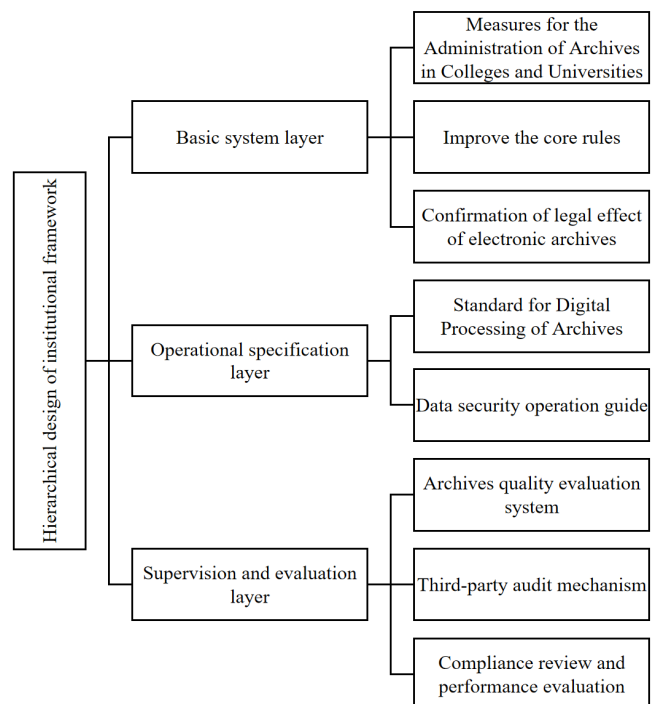 Hierarchical design of institutional framework
Basic system layer
Measures for the
Administration of Archives
in Colleges and Universities
Improve the core rules
Confirmation of legal effect
of electronic archives
Operational specification
layer
Standard for Digital
Processing of Archives
Data security operation guide
Supervision and evaluation
layer
Archives quality evaluation
system
Third-party audit mechanism
Compliance review and
performance evaluation